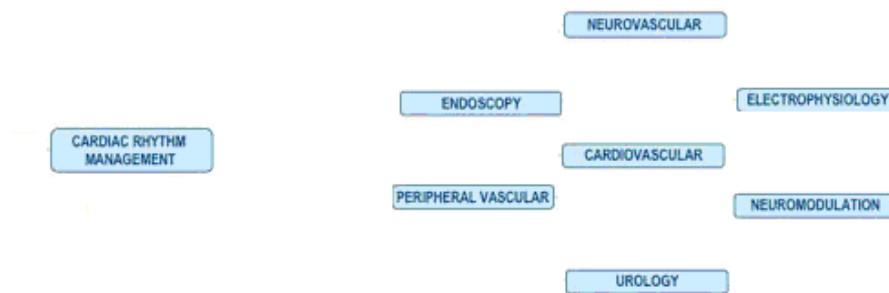 NEUROVASCULAR
ENDOSCOPY
ELECTROPHYSIOLOGY
CARDIAC RHYTHM
MANAGEMENT
CARDIOVASCULAR
PERIPHERAL VASCULAR
NEUROMODULATION
UROLOGY